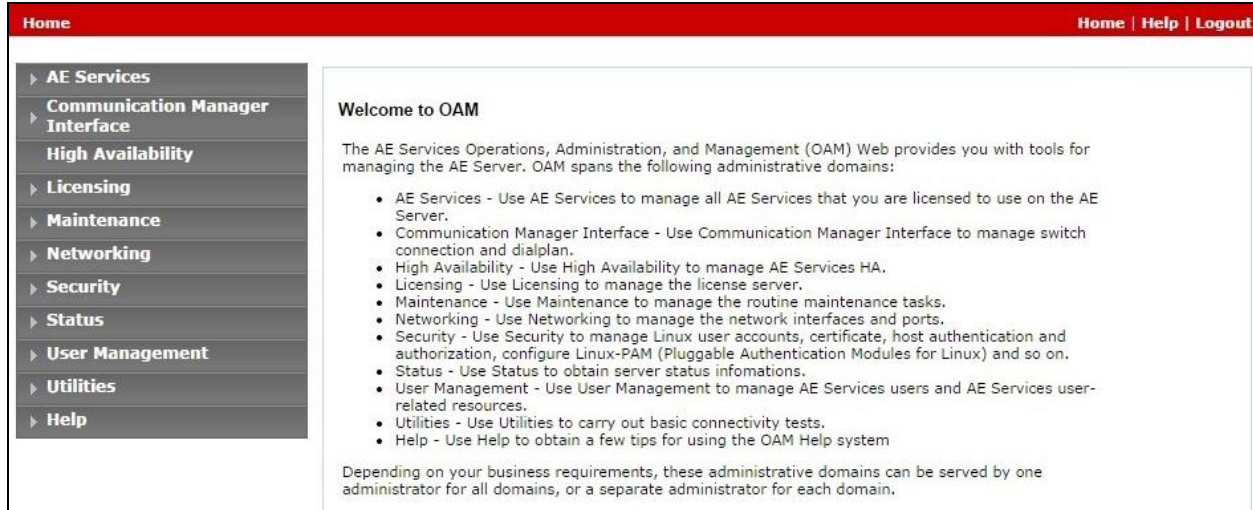 Home
Home | Help | Logout
AE Services
Communication Manager
Interface
High Availability
Licensing
Maintenance
Networking
Security
Status
User Management
Utilities
Help
Welcome to OAM
The AE Services Operations, Administration, and Management (OAM) Web provides you with tools for
managing the AE Server. OAM spans the following administrative domains:
• AE Services - Use AE Services to manage all AE Services that you are licensed to use on the AE
Server.
• Communication Manager Interface - Use Communication Manager Interface to manage switch
connection and dialplan.
• High Availability - Use High Availability to manage AE Services HA.
• Licensing - Use Licensing to manage the license server.
• Maintenance - Use Maintenance to manage the routine maintenance tasks.
• Networking - Use Networking to manage the network interfaces and ports.
• Security - Use Security to manage Linux user accounts, certificate, host authentication and
authorization, configure Linux-PAM (Pluggable Authentication Modules for Linux) and so on.
• Status - Use Status to obtain server status infomations.
• User Management - Use User Management to manage AE Services users and AE Services user-
related resources.
• Utilities - Use Utilities to carry out basic connectivity tests.
• Help - Use Help to obtain a few tips for using the OAM Help system
Depending on your business requirements, these administrative domains can be served by one
administrator for all domains, or a separate administrator for each domain.